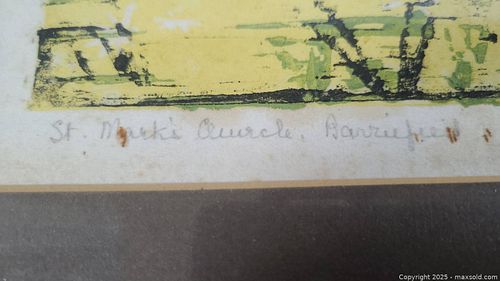 St. Mark's Church. Barriefield
Copyright © 2025 - maxsold.com